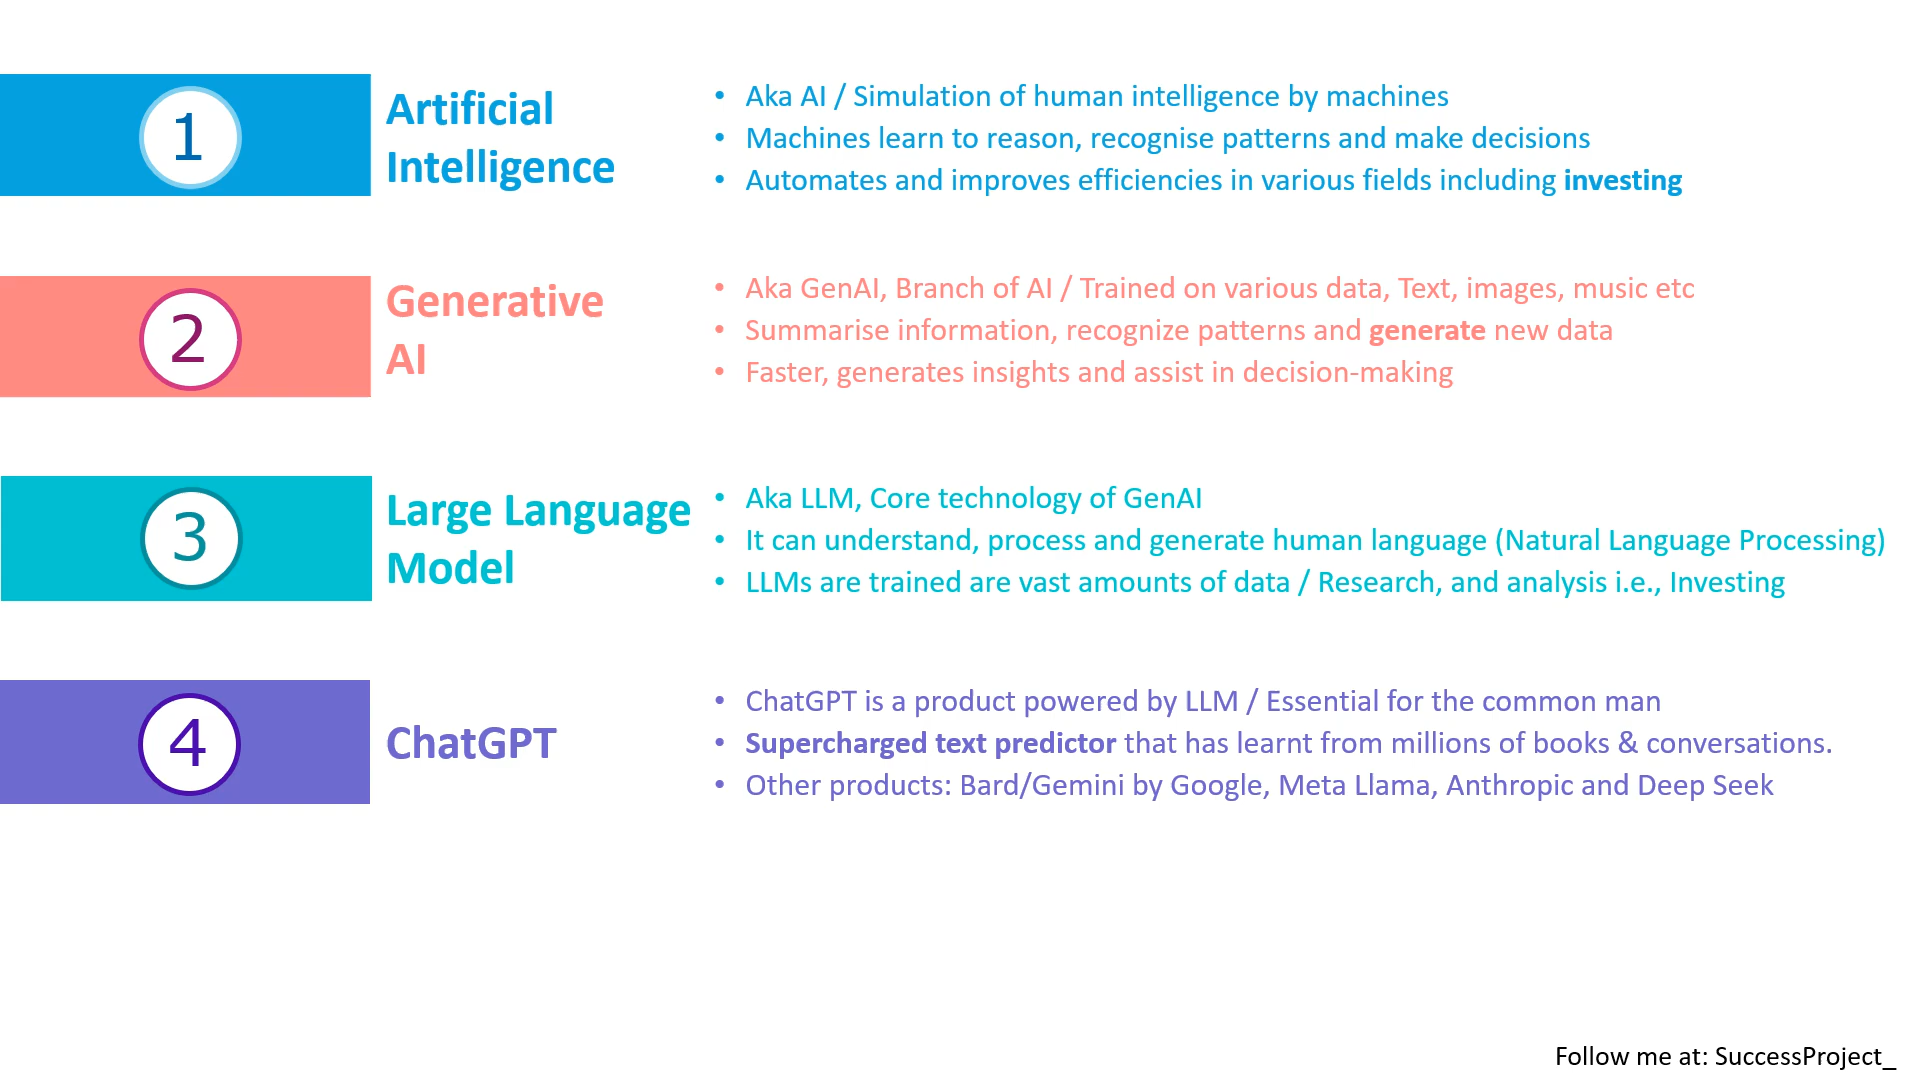 1
Artificial
Intelligence
• Aka AI / Simulation of human intelligence by machines
• Machines learn to reason, recognise patterns and make decisions
• Automates and improves efficiencies in various fields including investing
2
Generative
AI
• Aka GenAI, Branch of AI / Trained on various data, Text, images, music etc
• Summarise information, recognize patterns and generate new data
• Faster, generates insights and assist in decision-making
3
Large Language
Model
• Aka LLM, Core technology of GenAI
• It can understand, process and generate human language (Natural Language Processing)
• LLMs are trained are vast amounts of data / Research, and analysis i.e., Investing
4
ChatGPT
• ChatGPT is a product powered by LLM / Essential for the common man
• Supercharged text predictor that has learnt from millions of books & conversations.
• Other products: Bard/Gemini by Google, Meta Llama, Anthropic and Deep Seek
Follow me at: SuccessProject_